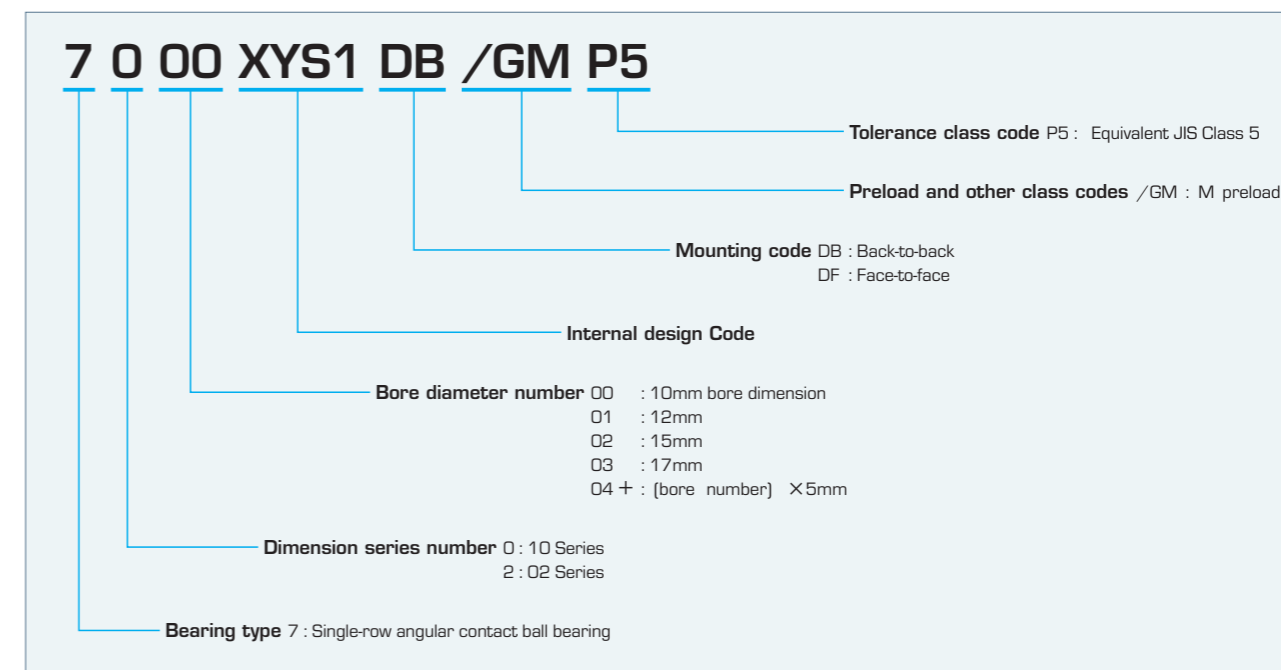 7 0 00 XYS1 DB /GM P5
Tolerance class code P5 : Equivalent JIS Class 5
Preload and other class codes /GM : M preload
Mounting code DB : Back-to-back
DF : Face-to-face
Internal design Code
Bore diameter number 00 : 10mm bore dimension
01 : 12mm
02 : 15mm
03 : 17mm
04+ : (bore number) ×5mm
Dimension series number 0 : 10 Series
2 : 02 Series
Bearing type 7 : Single-row angular contact ball bearing